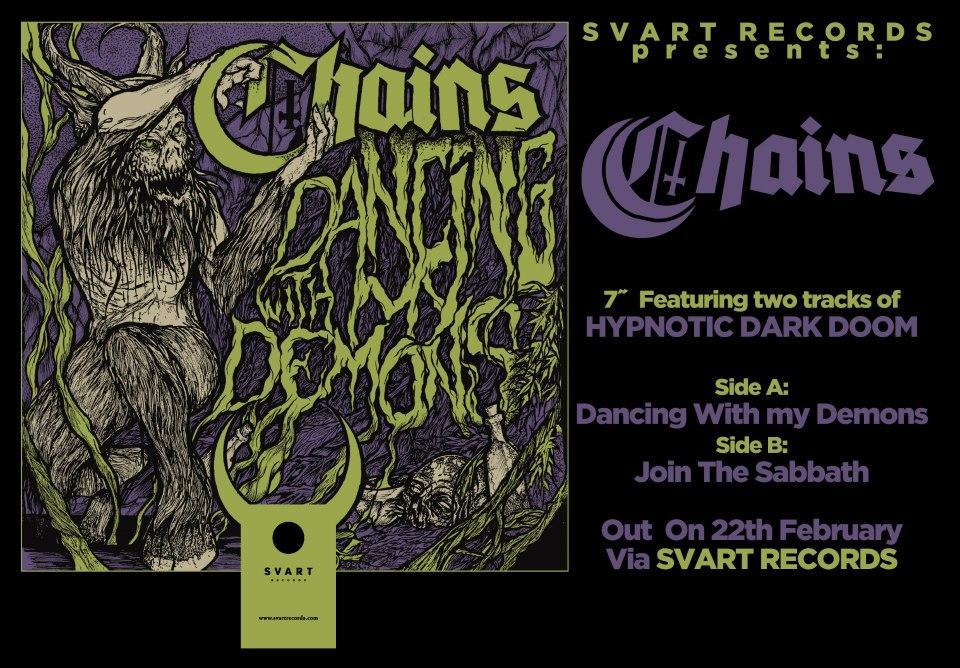 Chains
DANCING
WITH MY
DEMONS
SVART
RECORDS
www.svartrecords.com
SVART RECORDS
presents:
Chains
7˝ Featuring two tracks of
HYPNOTIC DARK DOOM
Side A:
Dancing With my Demons
Side B:
Join The Sabbath
Out On 22th February
Via SVART RECORDS